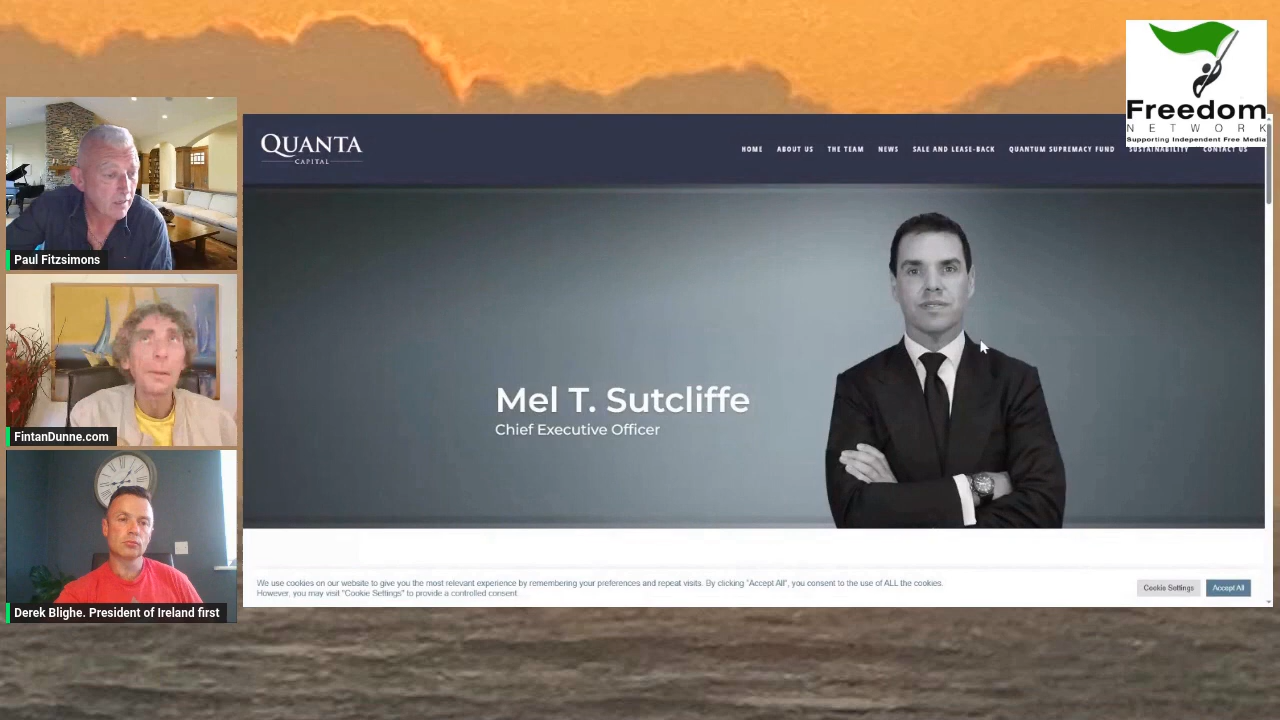 Freedom
NETWORK
Supporting Independent Free Media
QUANTA
CAPITAL
HOME ABOUT US THE TEAM NEWS SALE AND LEASE-BACK QUANTUM SUPREMACY FUND SUSTAINABILITY CONTACT US
Paul Fitzsimons
Mel T. Sutcliffe
Chief Executive Officer
FintanDunne.com
Derek Blighe. President of Ireland first
We use cookies on our website to give you the most relevant experience by remembering your preferences and repeat visits. By clicking "Accept All", you consent to the use of ALL the cookies.
However, you may visit "Cookie Settings" to provide a controlled consent.
Cookie Settings Accept All